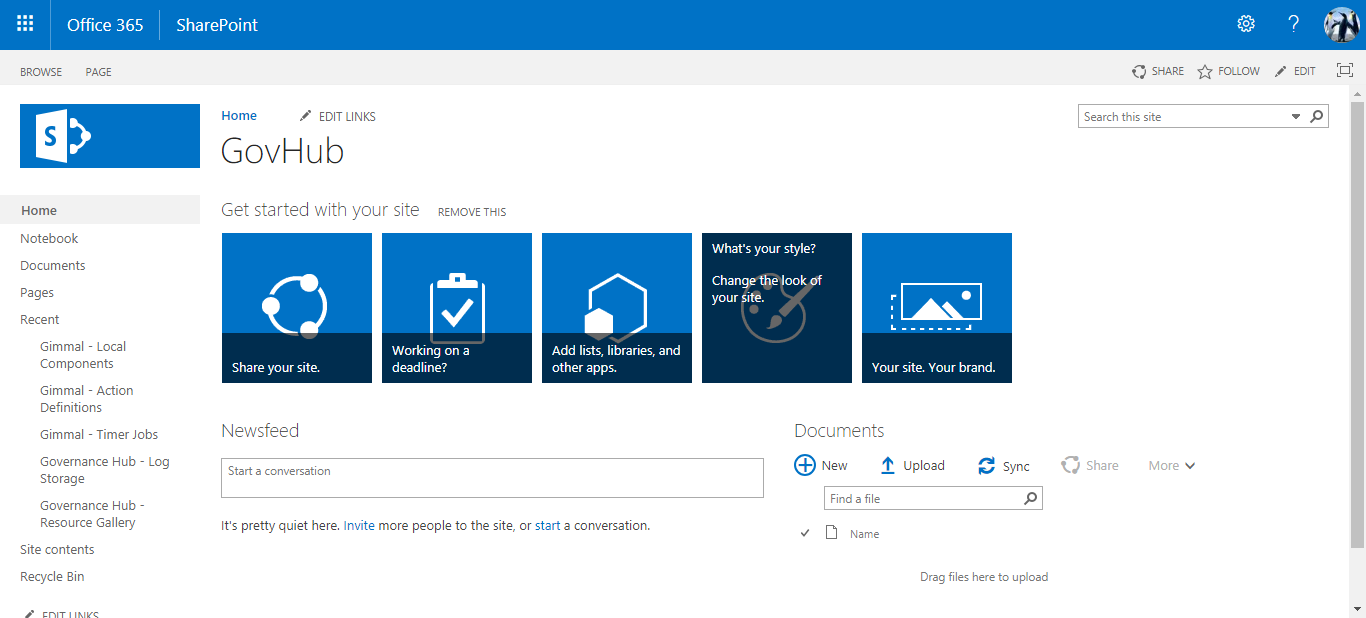 Office 365
SharePoint
?
BROWSE
PAGE
SHARE
FOLLOW
EDIT
S
Home
EDIT LINKS
Search this site
GovHub
Home
Notebook
Documents
Pages
Recent
Gimmal - Local
Components
Gimmal - Action
Definitions
Gimmal - Timer Jobs
Governance Hub - Log
Storage
Governance Hub -
Resource Gallery
Site contents
Recycle Bin
EDIT LINKS
Get started with your site
REMOVE THIS
Share your site.
Working on a
deadline?
Add lists, libraries, and
other apps.
What's your style?
Change the look of
your site.
Your site. Your brand.
Newsfeed
Start a conversation
It's pretty quiet here. Invite more people to the site, or start a conversation.
Documents
New
Upload
Sync
Share
More
Find a file
Name
Drag files here to upload